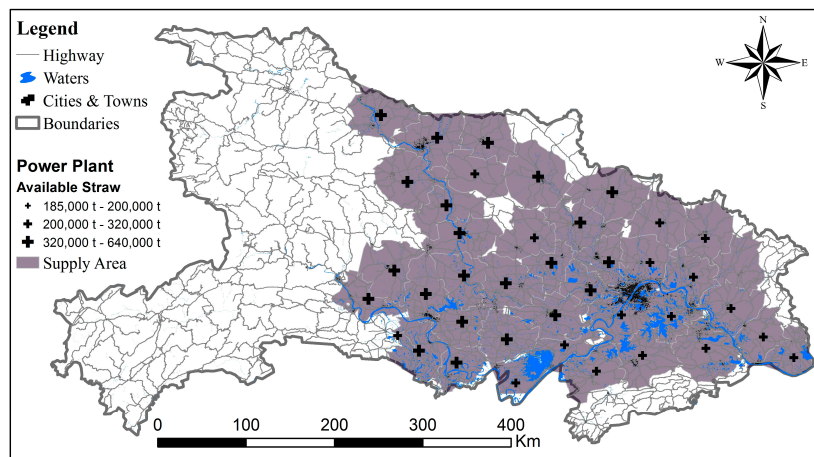 Legend
Highway
Waters
Cities & Towns
Boundaries
Power Plant
Available Straw
185,000 t - 200,000 t
200,000 t - 320,000 t
320,000 t - 640,000 t
Supply Area
N
W E
S
0 100 200 300 400
Km